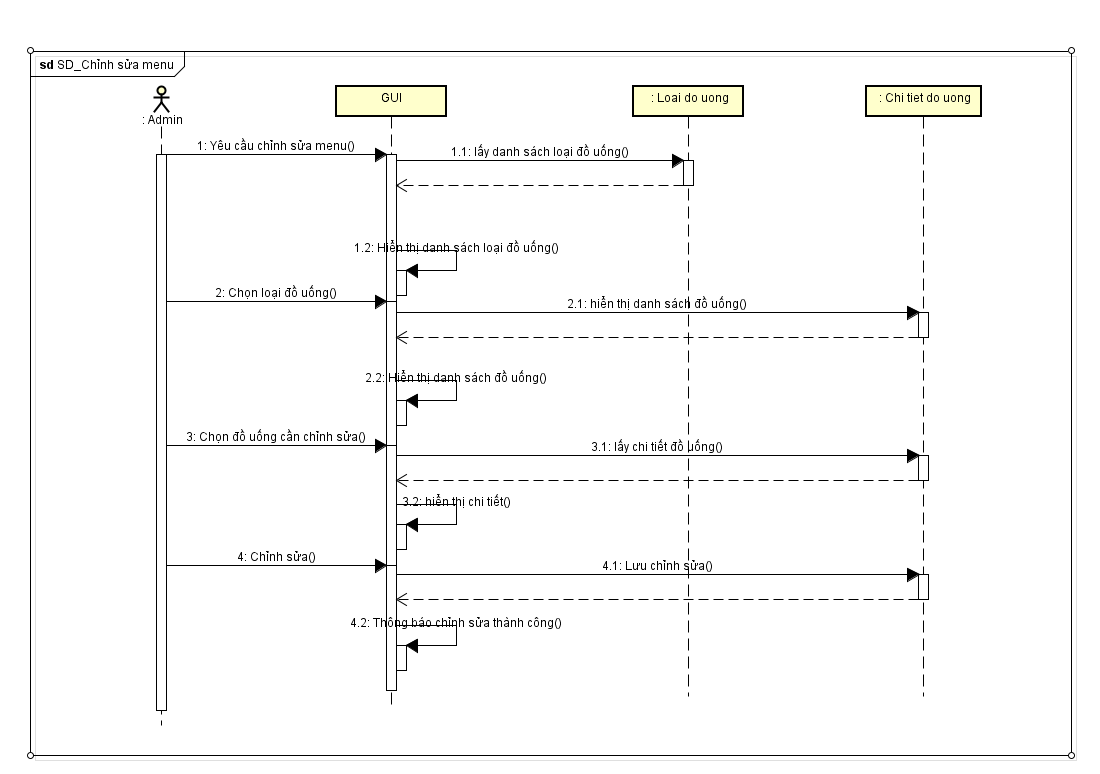 sd SD_Chỉnh sửa menu
: Admin
GUI
: Loai do uong
: Chi tiet do uong
1: Yêu cầu chỉnh sửa menu()
1.1: lấy danh sách loại đồ uống()
1.2: Hiển thị danh sách loại đồ uống()
2: Chọn loại đồ uống()
2.1: hiển thị danh sách đồ uống()
2.2: Hiển thị danh sách đồ uống()
3: Chọn đồ uống cần chỉnh sửa()
3.1: lấy chi tiết đồ uống()
3.2: hiển thị chi tiết()
4: Chỉnh sửa()
4.1: Lưu chỉnh sửa()
4.2: Thông báo chỉnh sửa thành công()